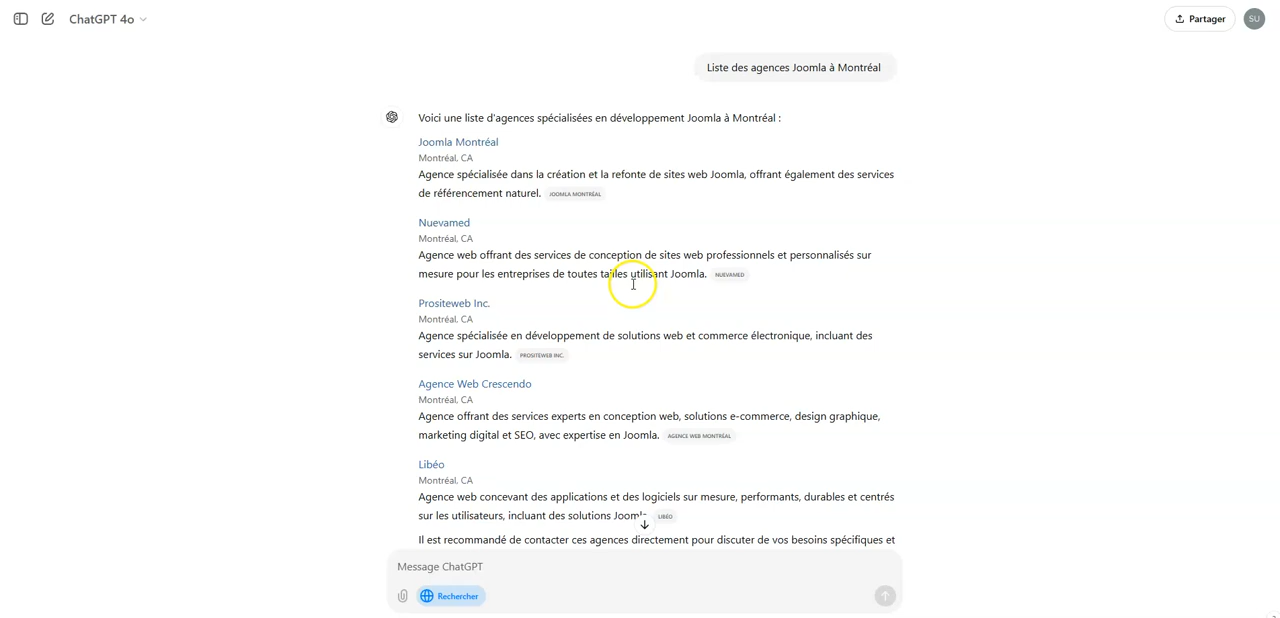 ChatGPT 4o
Partager
SU
Liste des agences Joomla à Montréal
Voici une liste d'agences spécialisées en développement Joomla à Montréal :
Joomla Montréal
Montréal, CA
Agence spécialisée dans la création et la refonte de sites web Joomla, offrant également des services
de référencement naturel. JOOMLA MONTRÉAL
Nuevamed
Montréal, CA
Agence web offrant des services de conception de sites web professionnels et personnalisés sur
mesure pour les entreprises de toutes tailles utilisant Joomla. NUEVAMED
Prositeweb Inc.
Montréal, CA
Agence spécialisée en développement de solutions web et commerce électronique, incluant des
services sur Joomla. PROSITEWEB INC.
Agence Web Crescendo
Montréal, CA
Agence offrant des services experts en conception web, solutions e-commerce, design graphique,
marketing digital et SEO, avec expertise en Joomla. AGENCE WEB MONTRÉAL
Libéo
Montréal, CA
Agence web concevant des applications et des logiciels sur mesure, performants, durables et centrés
sur les utilisateurs, incluant des solutions Joomla. LIBÉO
Il est recommandé de contacter ces agences directement pour discuter de vos besoins spécifiques et
Message ChatGPT
Rechercher